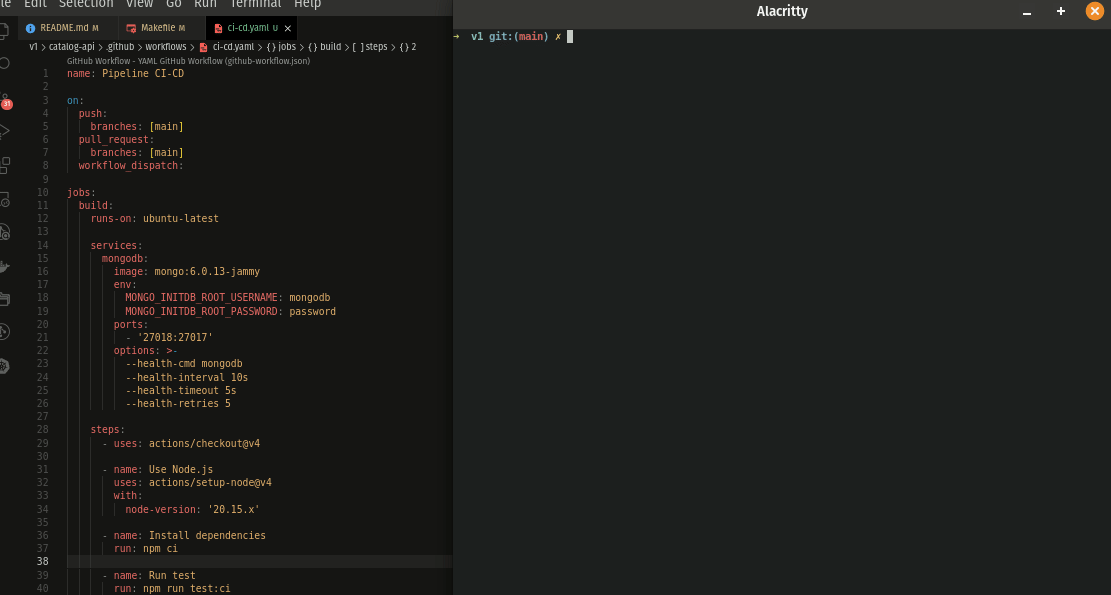 Edit Selection View Go Run Terminal Help
README.md M Makefile M ci-cd.yaml U ×
v1 > catalog-api > .github > workflows > ci-cd.yaml > {} jobs > {} build > [ ] steps > {} 2
GitHub Workflow - YAML GitHub Workflow (github-workflow.json)
1 name: Pipeline CI-CD
2
3 on:
4 push:
5 branches: [main]
6 pull_request:
7 branches: [main]
8 workflow_dispatch:
9
10 jobs:
11 build:
12 runs-on: ubuntu-latest
13
14 services:
15 mongodb:
16 image: mongo:6.0.13-jammy
17 env:
18 MONGO_INITDB_ROOT_USERNAME: mongodb
19 MONGO_INITDB_ROOT_PASSWORD: password
20 ports:
21 - '27018:27017'
22 options: >-
23 --health-cmd mongodb
24 --health-interval 10s
25 --health-timeout 5s
26 --health-retries 5
27
28 steps:
29 - uses: actions/checkout@v4
30
31 - name: Use Node.js
32 uses: actions/setup-node@v4
33 with:
34 node-version: '20.15.x'
35
36 - name: Install dependencies
37 run: npm ci
38
39 - name: Run test
40 run: npm run test:ci
31
Alacritty
→ v1 git:(main) ✗